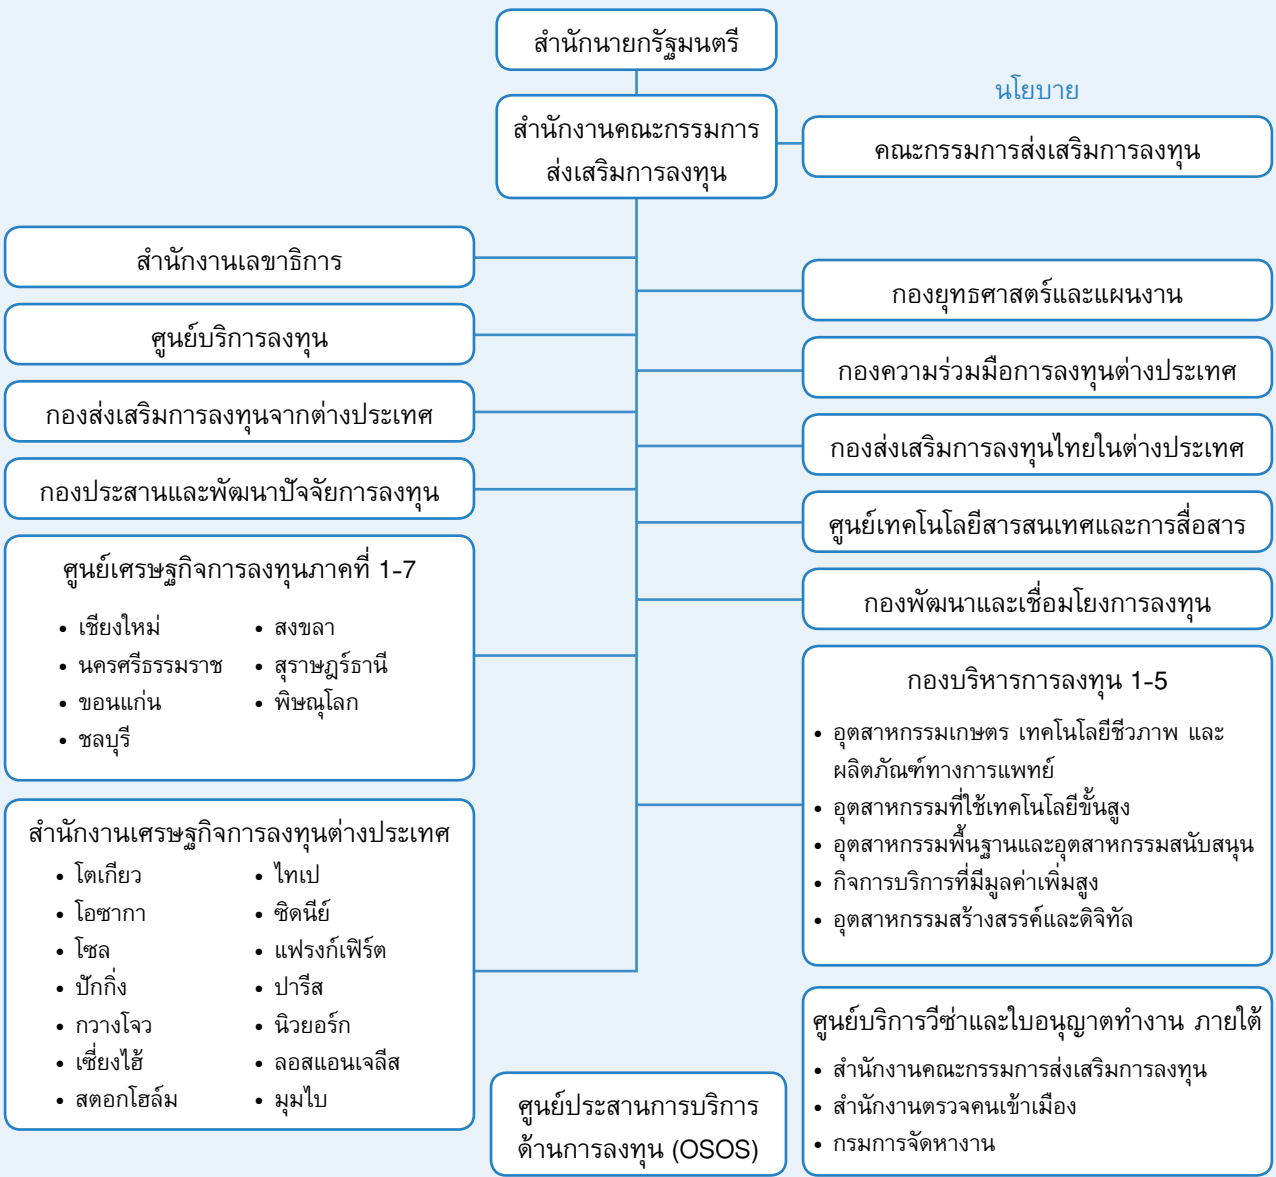 สำนักนายกรัฐมนตรี
สำนักงานคณะกรรมการ
ส่งเสริมการลงทุน
นโยบาย
คณะกรรมการส่งเสริมการลงทุน
สำนักงานเลขาธิการ
ศูนย์บริการลงทุน
กองส่งเสริมการลงทุนจากต่างประเทศ
กองประสานและพัฒนาปัจจัยการลงทุน
ศูนย์เศรษฐกิจการลงทุนภาคที่ 1-7
• เชียงใหม่
• นครศรีธรรมราช
• ขอนแก่น
• ชลบุรี
• สงขลา
• สุราษฎร์ธานี
• พิษณุโลก
สำนักงานเศรษฐกิจการลงทุนต่างประเทศ
• โตเกียว
• โอซากา
• โซล
• ปักกิ่ง
• กวางโจว
• เซี่ยงไฮ้
• สตอกโฮล์ม
• ไทเป
• ซิดนีย์
• แฟรงก์เฟิร์ต
• ปารีส
• นิวยอร์ก
• ลอสแอนเจลีส
• มุมไบ
กองยุทธศาสตร์และแผนงาน
กองความร่วมมือการลงทุนต่างประเทศ
กองส่งเสริมการลงทุนไทยในต่างประเทศ
ศูนย์เทคโนโลยีสารสนเทศและการสื่อสาร
กองพัฒนาและเชื่อมโยงการลงทุน
กองบริหารการลงทุน 1-5
• อุตสาหกรรมเกษตร เทคโนโลยีชีวภาพ และ
ผลิตภัณฑ์ทางการแพทย์
• อุตสาหกรรมที่ใช้เทคโนโลยีขั้นสูง
• อุตสาหกรรมพื้นฐานและอุตสาหกรรมสนับสนุน
• กิจการบริการที่มีมูลค่าเพิ่มสูง
• อุตสาหกรรมสร้างสรรค์และดิจิทัล
ศูนย์ประสานการบริการ
ด้านการลงทุน (OSOS)
ศูนย์บริการวีซ่าและใบอนุญาตทำงาน ภายใต้
• สำนักงานคณะกรรมการส่งเสริมการลงทุน
• สำนักงานตรวจคนเข้าเมือง
• กรมการจัดหางาน